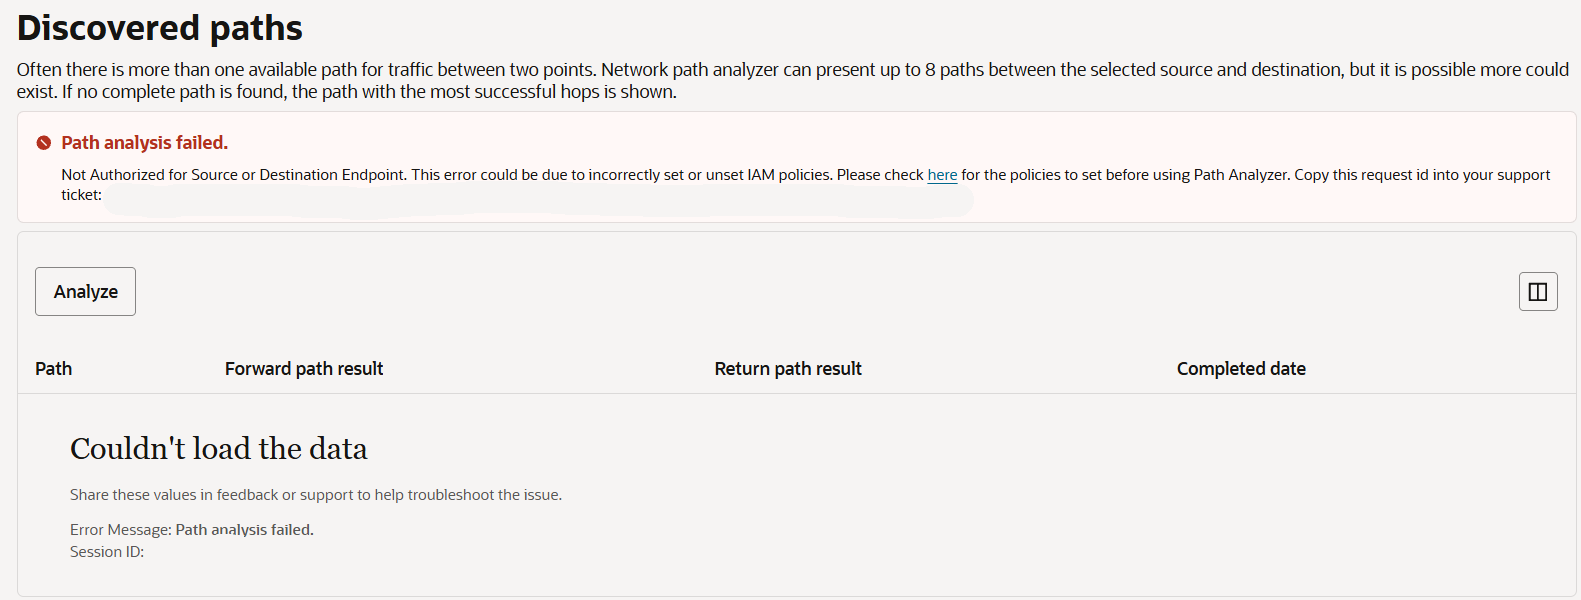 Discovered paths
Often there is more than one available path for traffic between two points. Network path analyzer can present up to 8 paths between the selected source and destination, but it is possible more could
exist. If no complete path is found, the path with the most successful hops is shown.
Path analysis failed.
Not Authorized for Source or Destination Endpoint. This error could be due to incorrectly set or unset IAM policies. Please check here for the policies to set before using Path Analyzer. Copy this request id into your support
ticket:
Analyze
Path Forward path result Return path result Completed date
Couldn't load the data
Share these values in feedback or support to help troubleshoot the issue.
Error Message: Path analysis failed.
Session ID: